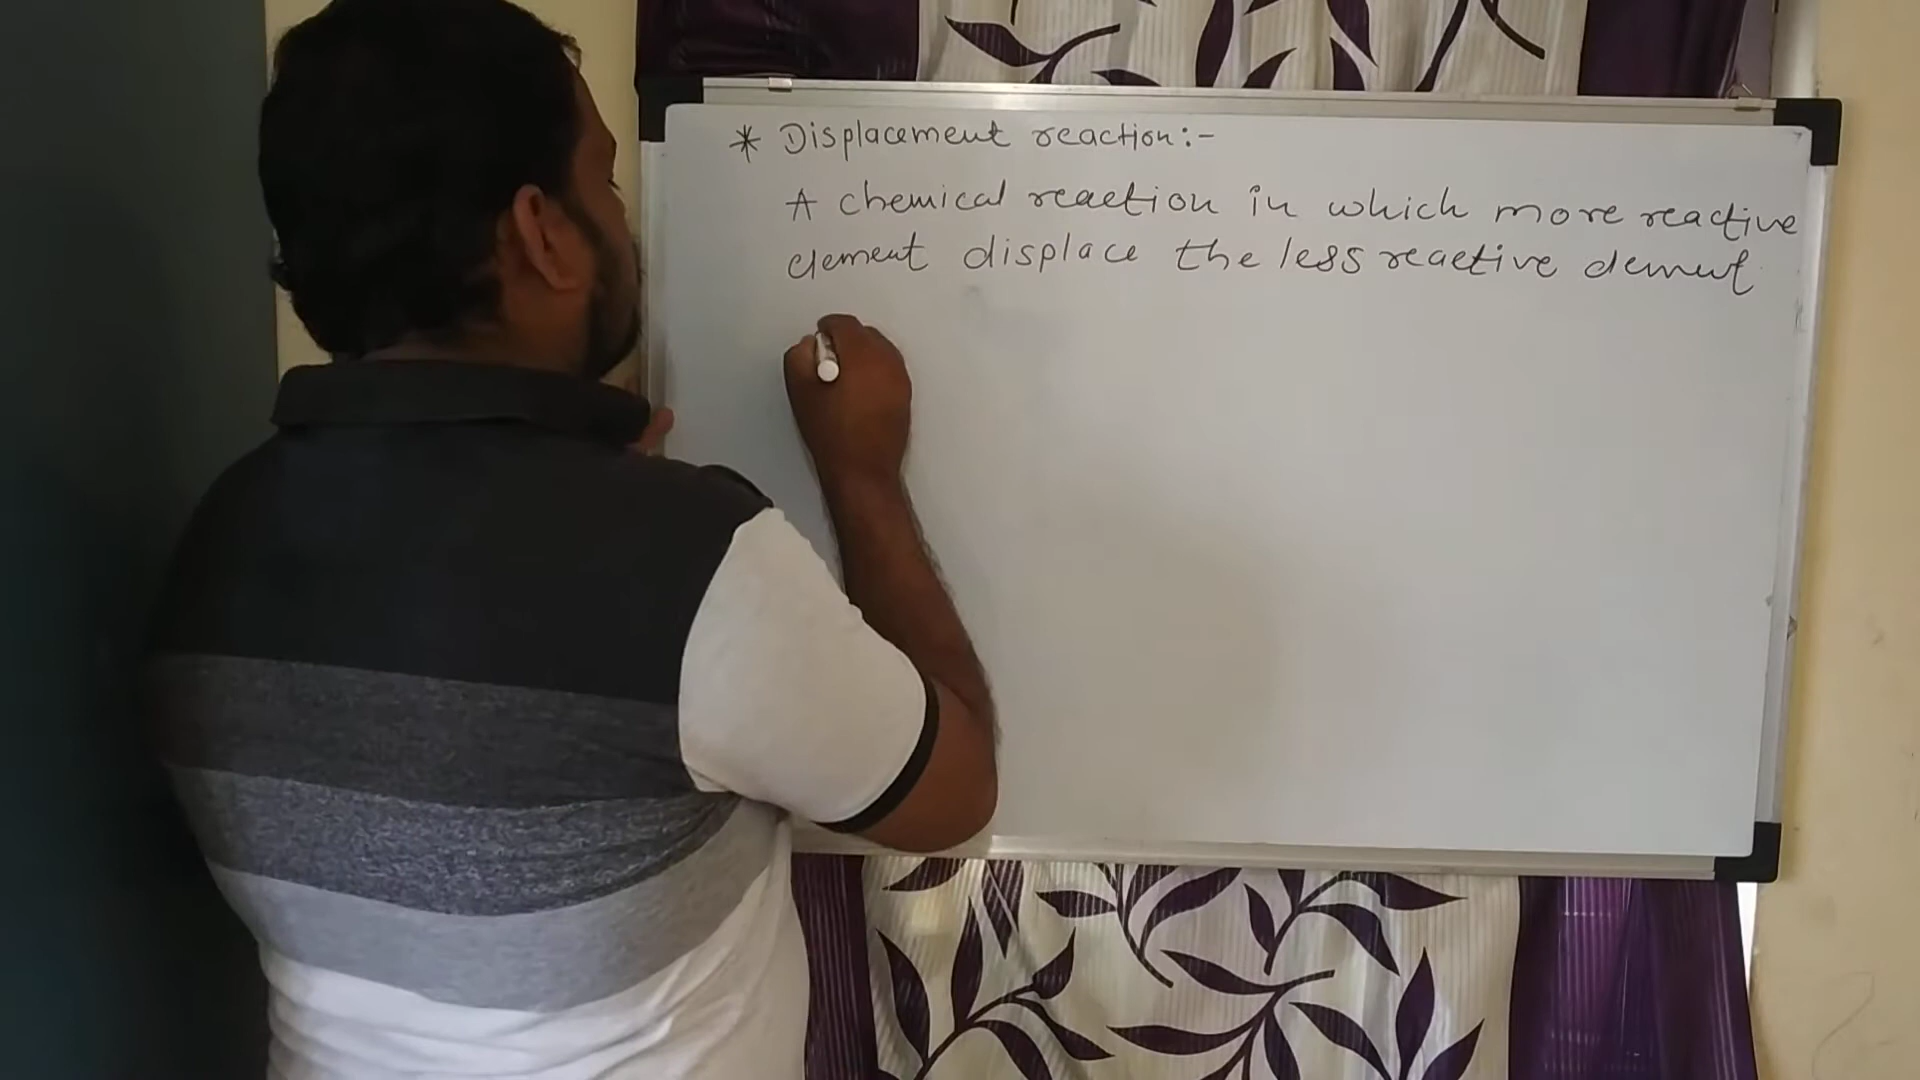 * Displacement reaction:-
A chemical reaction in which more reactive
element displace the less reactive element